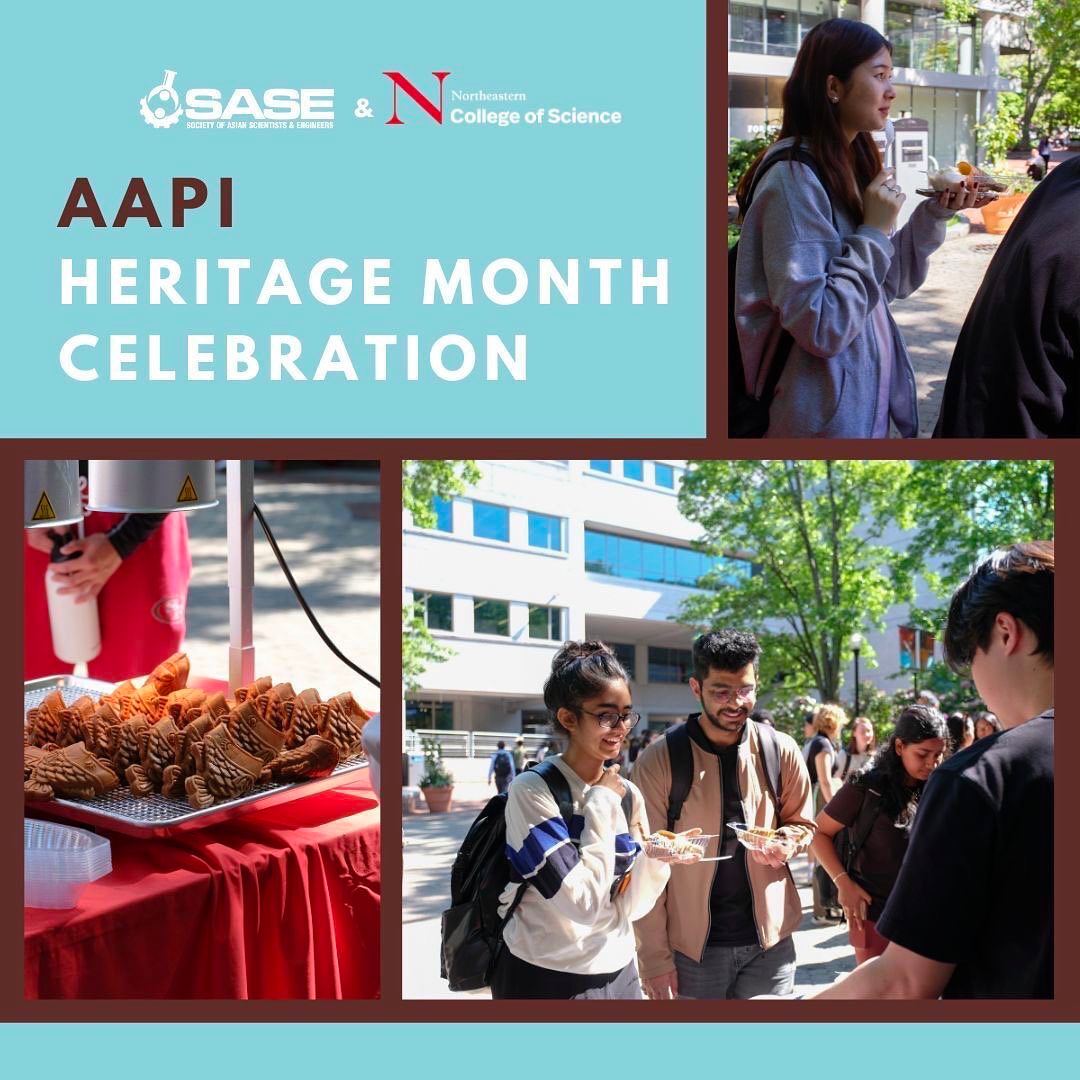 SASE
SOCIETY OF ASIAN SCIENTISTS & ENGINEERS
&
N
Northeastern
College of Science
AAPI
HERITAGE MONTH
CELEBRATION